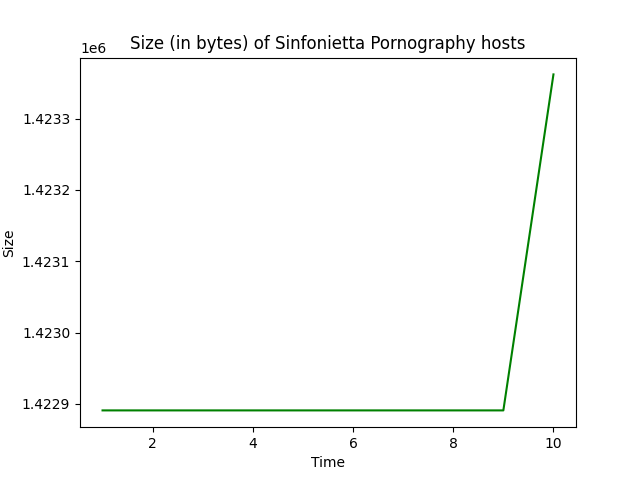 Size (in bytes) of Sinfonietta Pornography hosts
1e6
1.4233
1.4232
1.4231
1.4230
1.4229
Size
2 4 6 8 10
Time